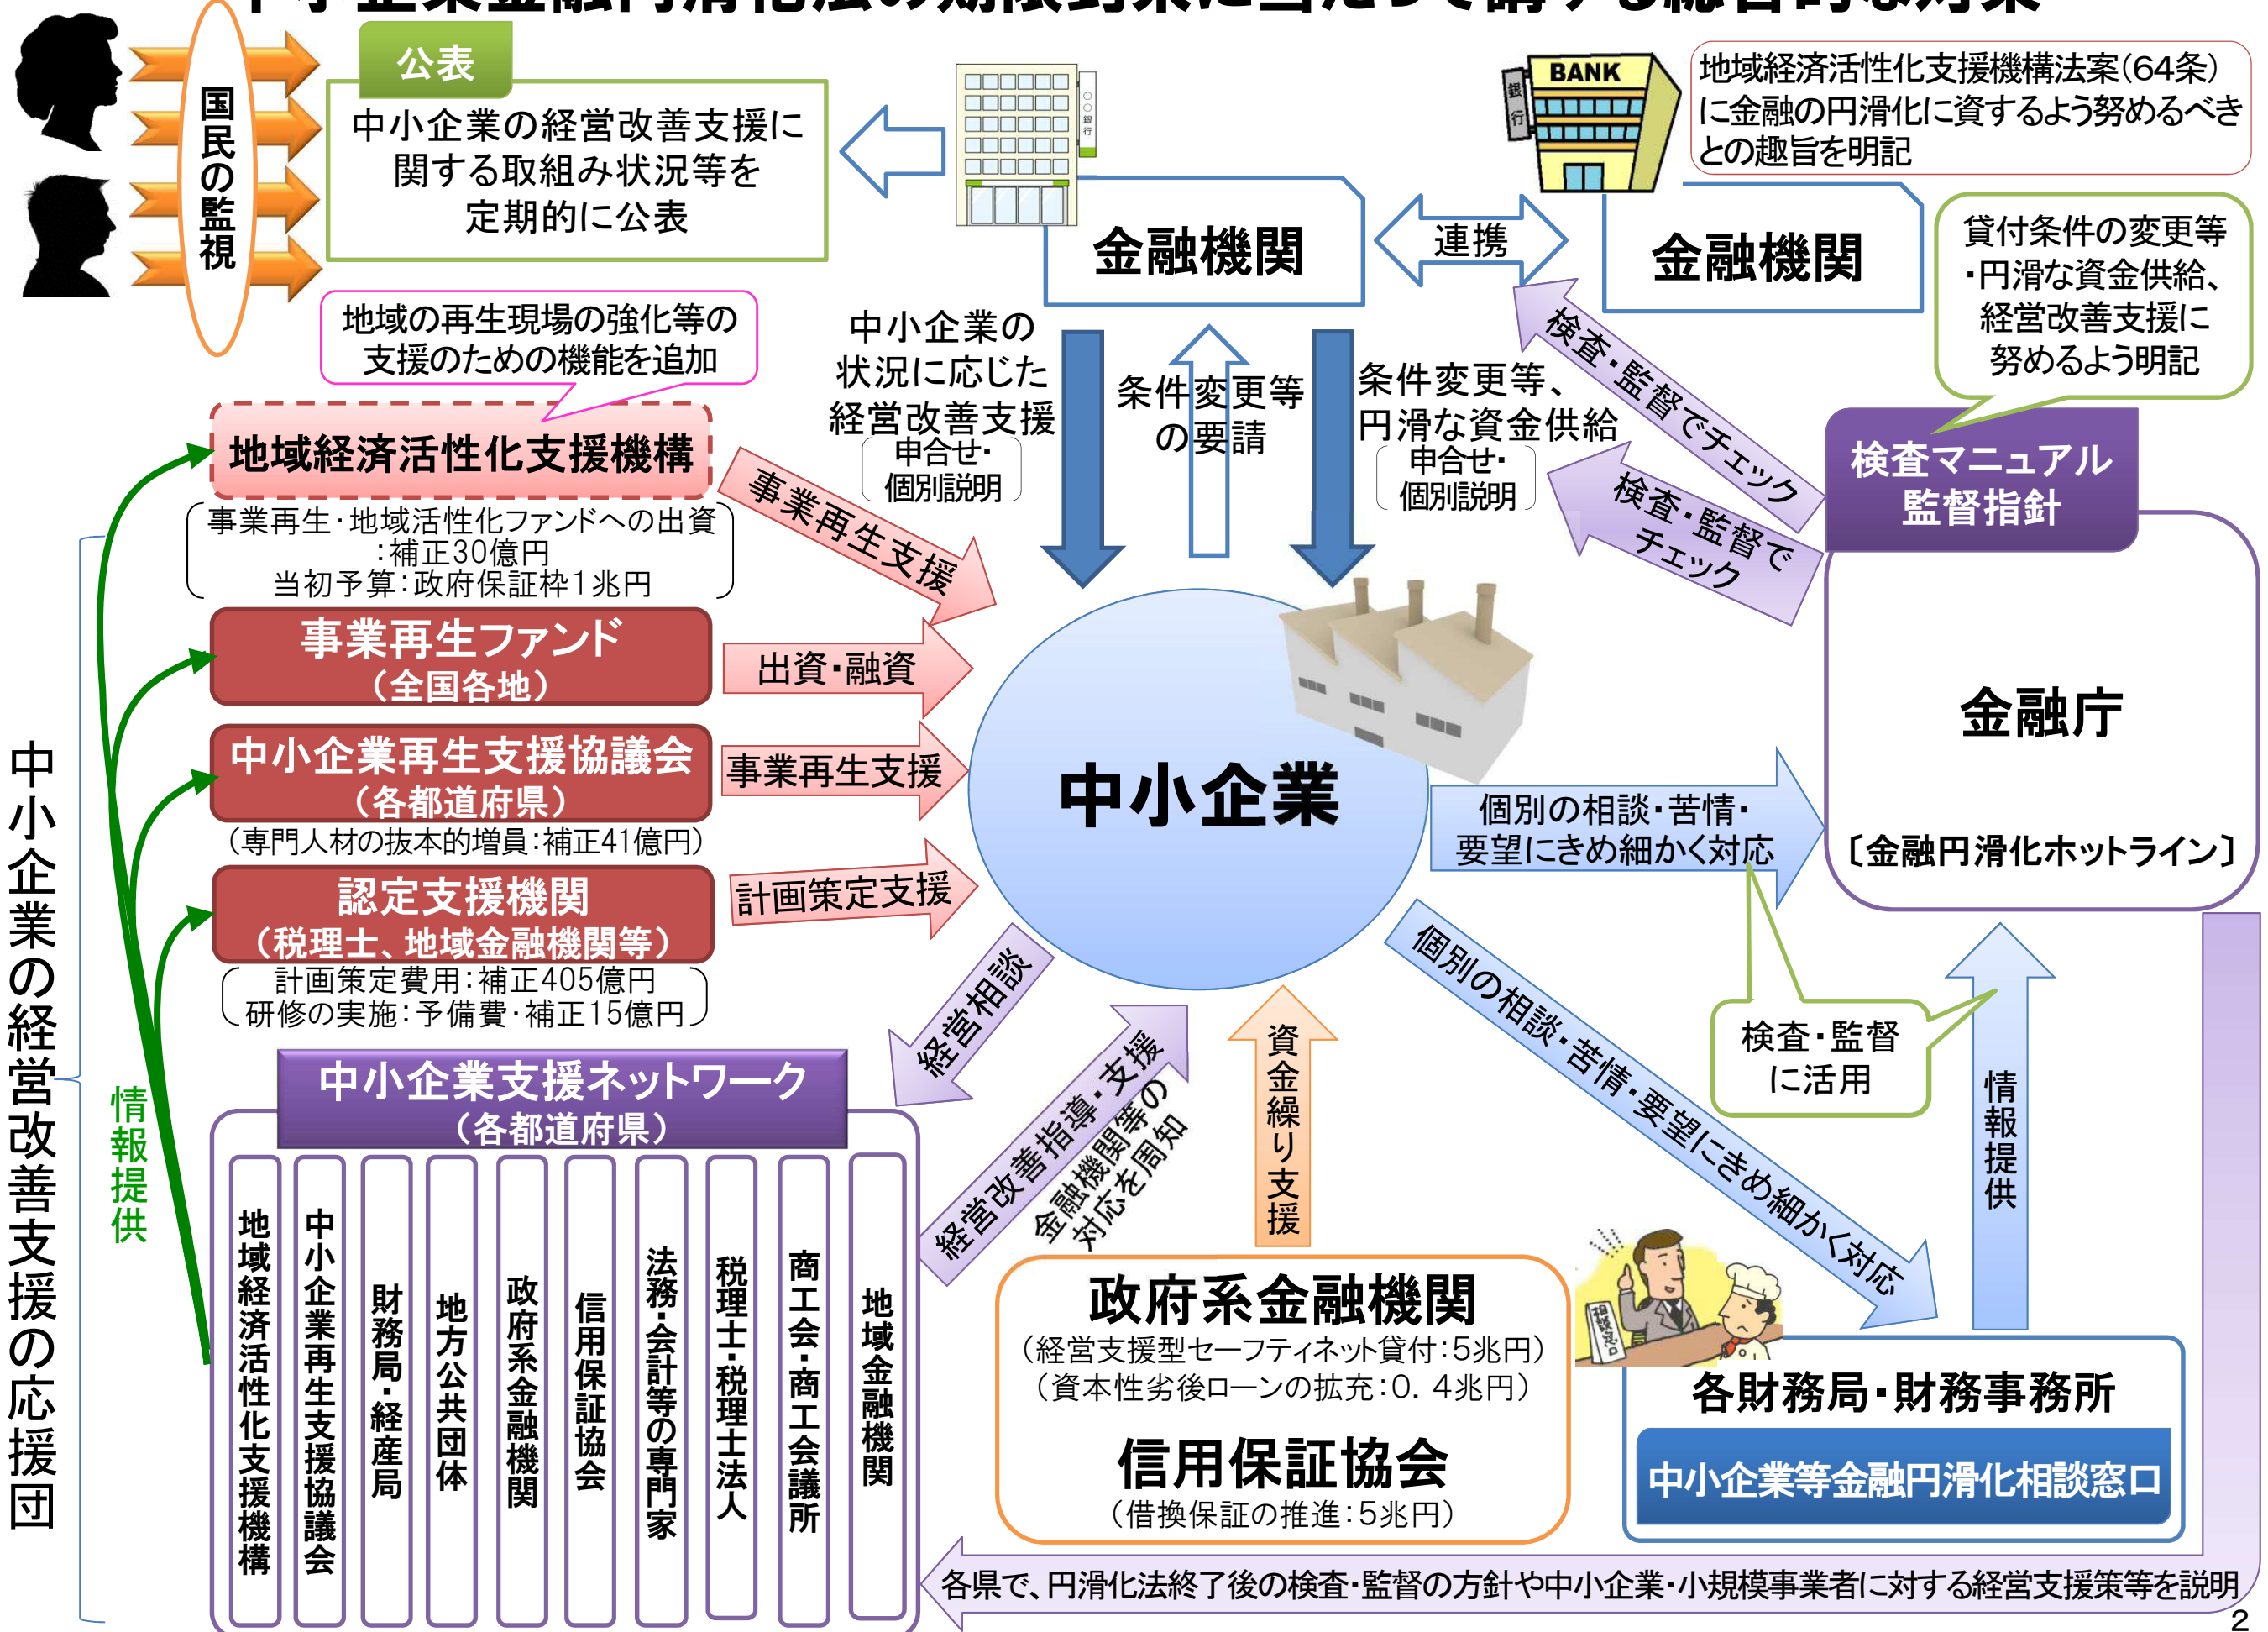 中小企業金融円滑化法の期限到来に当たって講ずる総合的な対策
国民の監視
公表
中小企業の経営改善支援に
関する取組み状況等を
定期的に公表
〇〇銀行
金融機関
連携
BANK
銀行
金融機関
地域経済活性化支援機構法案(64条)
に金融の円滑化に資するよう努めるべき
との趣旨を明記
貸付条件の変更等
・円滑な資金供給、
経営改善支援に
努めるよう明記
地域の再生現場の強化等の
支援のための機能を追加
中小企業の
状況に応じた
経営改善支援
申合せ・
個別説明
条件変更等
の要請
条件変更等、
円滑な資金供給
申合せ・
個別説明
検査・監督でチェック
検査・監督で
チェック
検査マニュアル
監督指針
金融庁
〔金融円滑化ホットライン〕
地域経済活性化支援機構
事業再生・地域活性化ファンドへの出資
:補正30億円
当初予算:政府保証枠1兆円
事業再生支援
事業再生ファンド
(全国各地)
出資・融資
中小企業再生支援協議会
(各都道府県)
(専門人材の抜本的増員:補正41億円)
事業再生支援
認定支援機関
(税理士、地域金融機関等)
計画策定費用:補正405億円
研修の実施:予備費・補正15億円
計画策定支援
中小企業
個別の相談・苦情・
要望にきめ細かく対応
個別の相談・苦情・要望にきめ細かく対応
検査・監督
に活用
情報提供
中小企業の経営改善支援の応援団
情報提供
経営相談
経営改善指導・支援
金融機関等の
対応を周知
資金繰り支援
中小企業支援ネットワーク
(各都道府県)
地域経済活性化支援機構
中小企業再生支援協議会
財務局・経産局
地方公共団体
政府系金融機関
信用保証協会
法務・会計等の専門家
税理士・税理士法人
商工会・商工会議所
地域金融機関
政府系金融機関
(経営支援型セーフティネット貸付:5兆円)
(資本性劣後ローンの拡充:0.4兆円)
信用保証協会
(借換保証の推進:5兆円)
相談窓口
各財務局・財務事務所
中小企業等金融円滑化相談窓口
各県で、円滑化法終了後の検査・監督の方針や中小企業・小規模事業者に対する経営支援策等を説明
2